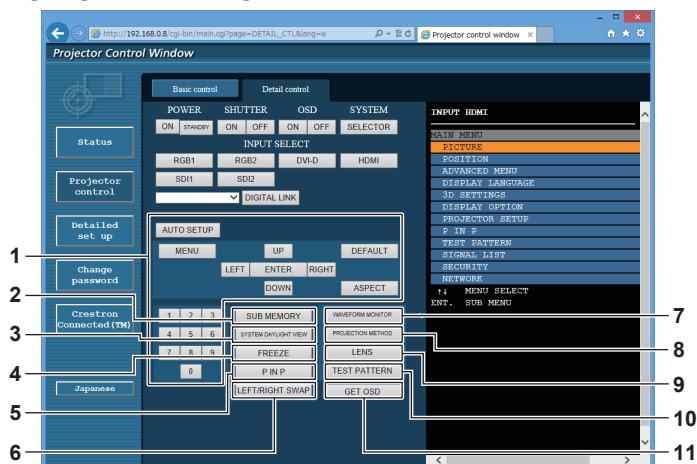 http://192.168.0.8/cgi-bin/main.cgi?page=DETAIL_CTL&lang=e
Projector control window
Projector Control Window
Basic control Detail control
POWER SHUTTER OSD SYSTEM
ON STANDBY ON OFF ON OFF SELECTOR
INPUT SELECT
RGB1 RGB2 DVI-D HDMI
SDI1 SDI2
DIGITAL LINK
AUTO SETUP
MENU UP DEFAULT
LEFT ENTER RIGHT
DOWN ASPECT
1 2 3 SUB MEMORY WAVEFORM MONITOR
4 5 6 SYSTEM DAYLIGHT VIEW PROJECTION METHOD
7 8 9 FREEZE LENS
0 P IN P TEST PATTERN
LEFT/RIGHT SWAP GET OSD
Status
Projector
control
Detailed
set up
Change
password
Crestron
Connected(TM)
Japanese
INPUT HDMI
MAIN MENU
PICTURE
POSITION
ADVANCED MENU
DISPLAY LANGUAGE
3D SETTINGS
DISPLAY OPTION
PROJECTOR SETUP
P IN P
TEST PATTERN
SIGNAL LIST
SECURITY
NETWORK
↑↓ MENU SELECT
ENT. SUB MENU
1
2
3
4
5
6
7
8
9
10
11